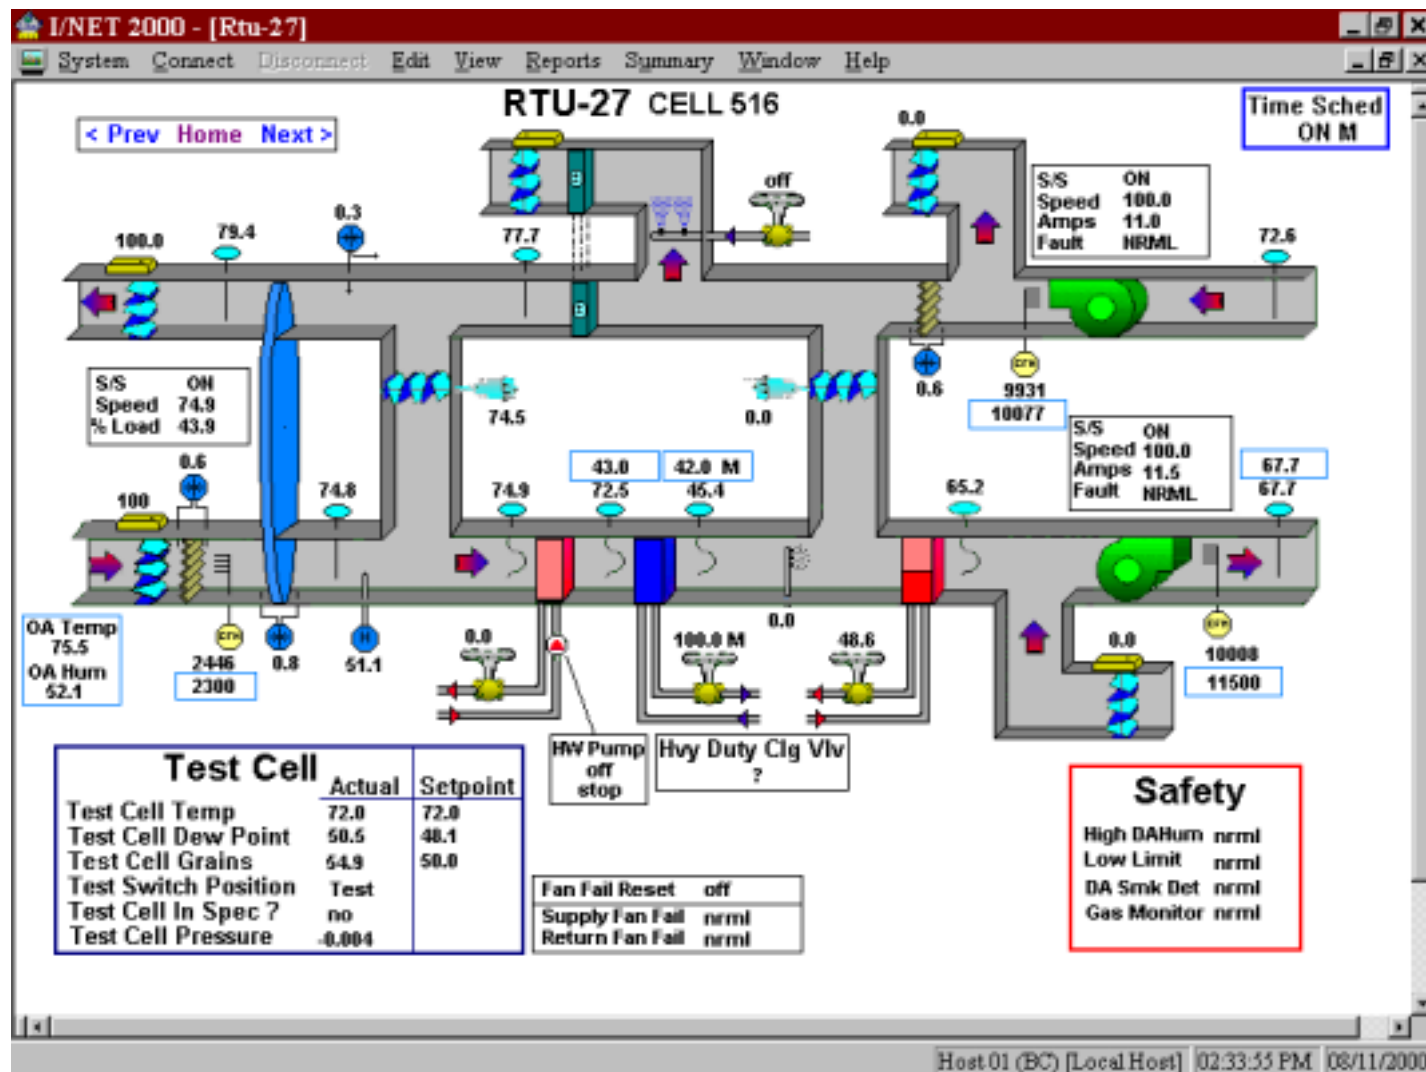 I/NET 2000 - [Rtu-27]
System Connect Disconnect Edit View Reports Summary Window Help
RTU-27 CELL 516
Time Sched
ON M
< Prev Home Next >
0.0
off
S/S ON
Speed 100.0
Amps 11.0
Fault NRML
100.0
79.4
0.3
77.7
72.6
S/S ON
Speed 74.9
% Load 43.9
74.5
0.0
0.6
9931
10077
S/S ON
Speed 100.0
Amps 11.5
Fault NRML
0.6
100
74.8
43.0
42.0 M
74.9
72.5
45.4
65.2
67.7
67.7
OA Temp
75.5
OA Hum
52.1
CFM
2446
2300
0.8
H
51.1
0.0
100.0 M
0.0
48.6
0.0
CFM
10008
11500
HW Pump
off
stop
Hvy Duty Clg Vlv
?
Test Cell
Actual Setpoint
Test Cell Temp 72.0 72.0
Test Cell Dew Point 50.5 48.1
Test Cell Grains 54.9 50.0
Test Switch Position Test
Test Cell In Spec ? no
Test Cell Pressure -0.004
Fan Fail Reset off
Supply Fan Fail nrml
Return Fan Fail nrml
Safety
High DAHum nrml
Low Limit nrml
DA Smk Det nrml
Gas Monitor nrml
Host 01 (BC) [Local Host] 02:33:55 PM 08/11/2000